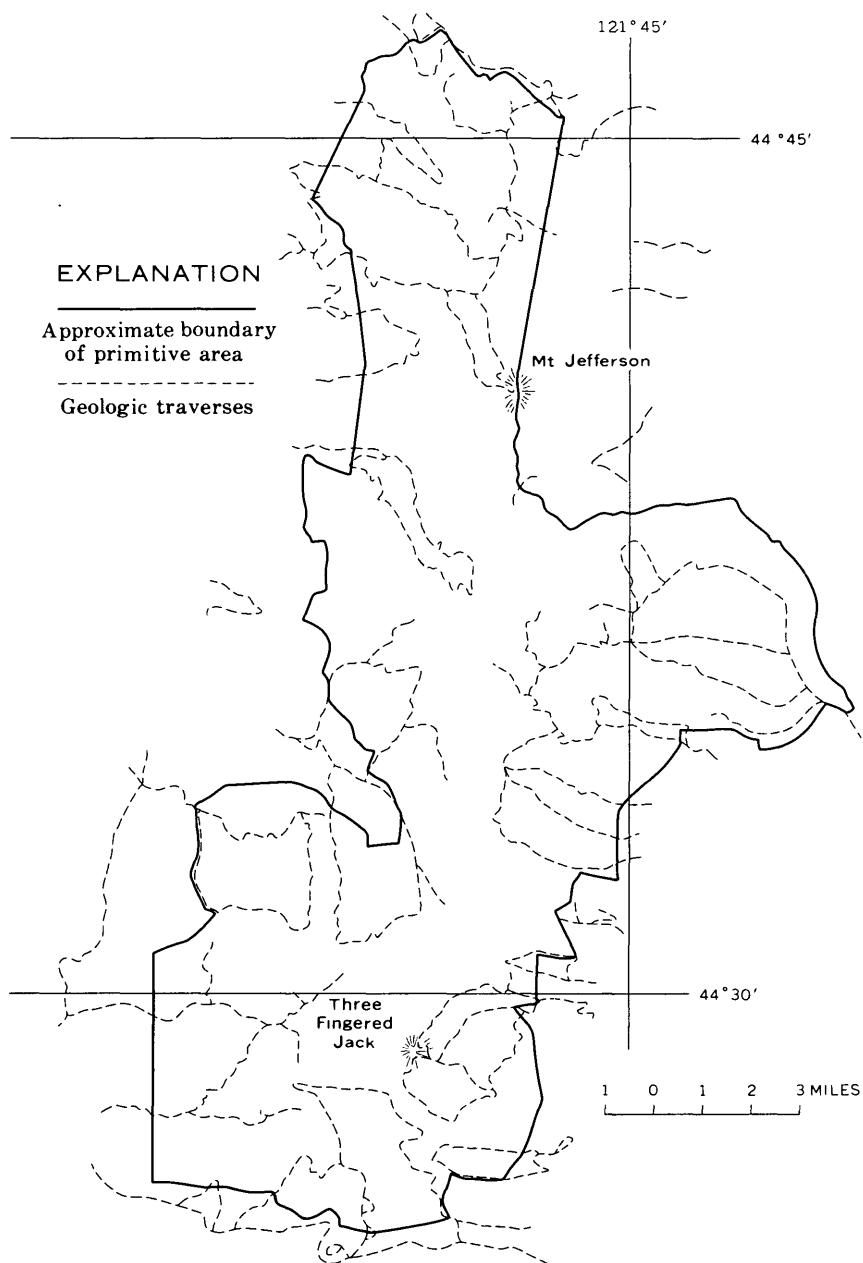 121°45′
44°45′
EXPLANATION
Approximate boundary
of primitive area
Geologic traverses
Mt Jefferson
44°30′
Three
Fingered
Jack
1 0 1 2 3 MILES